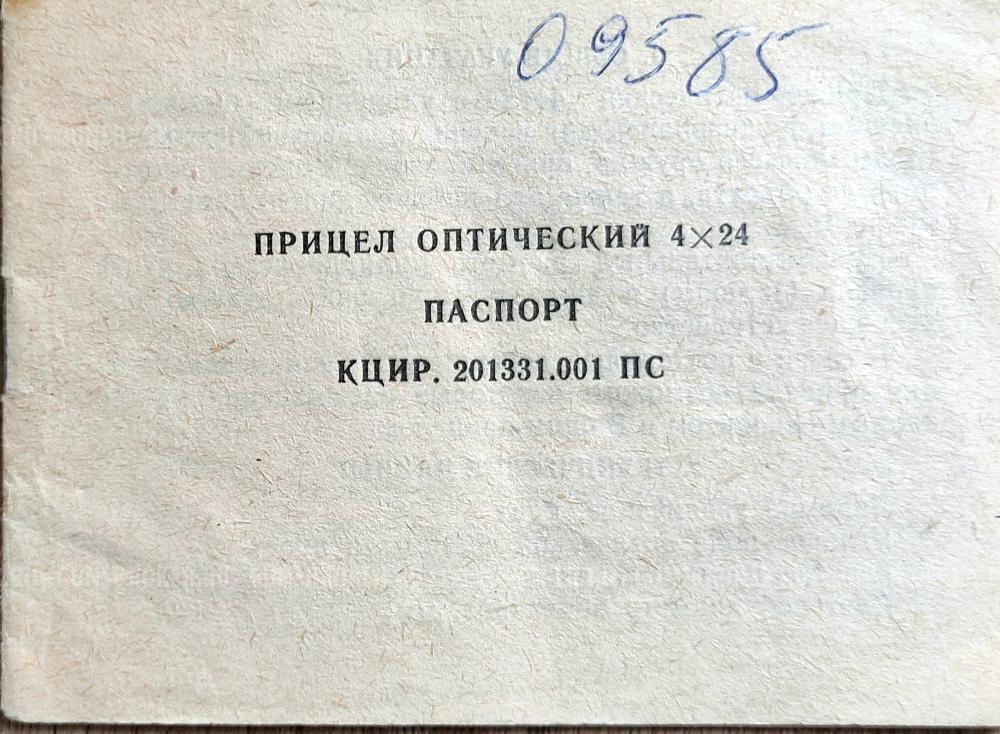 09585
ПРИЦЕЛ ОПТИЧЕСКИЙ 4×24
ПАСПОРТ
КЦИР. 201331.001 ПС